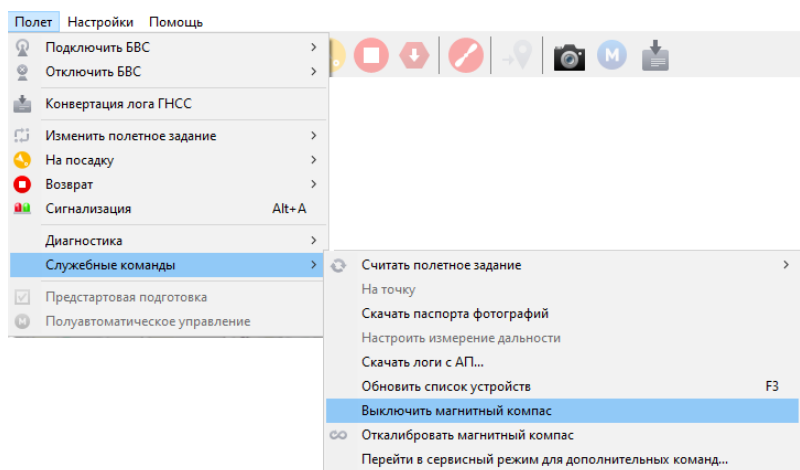 Полет Настройки Помощь
Подключить БВС
Отключить БВС
Конвертация лога ГНСС
Изменить полетное задание
На посадку
Возврат
Сигнализация Alt+A
Диагностика
Служебные команды
Предстартовая подготовка
M Полуавтоматическое управление
M
Считать полетное задание
На точку
Скачать паспорта фотографий
Настроить измерение дальности
Скачать логи с АП...
Обновить список устройств F3
Выключить магнитный компас
Откалибровать магнитный компас
Перейти в сервисный режим для дополнительных команд...